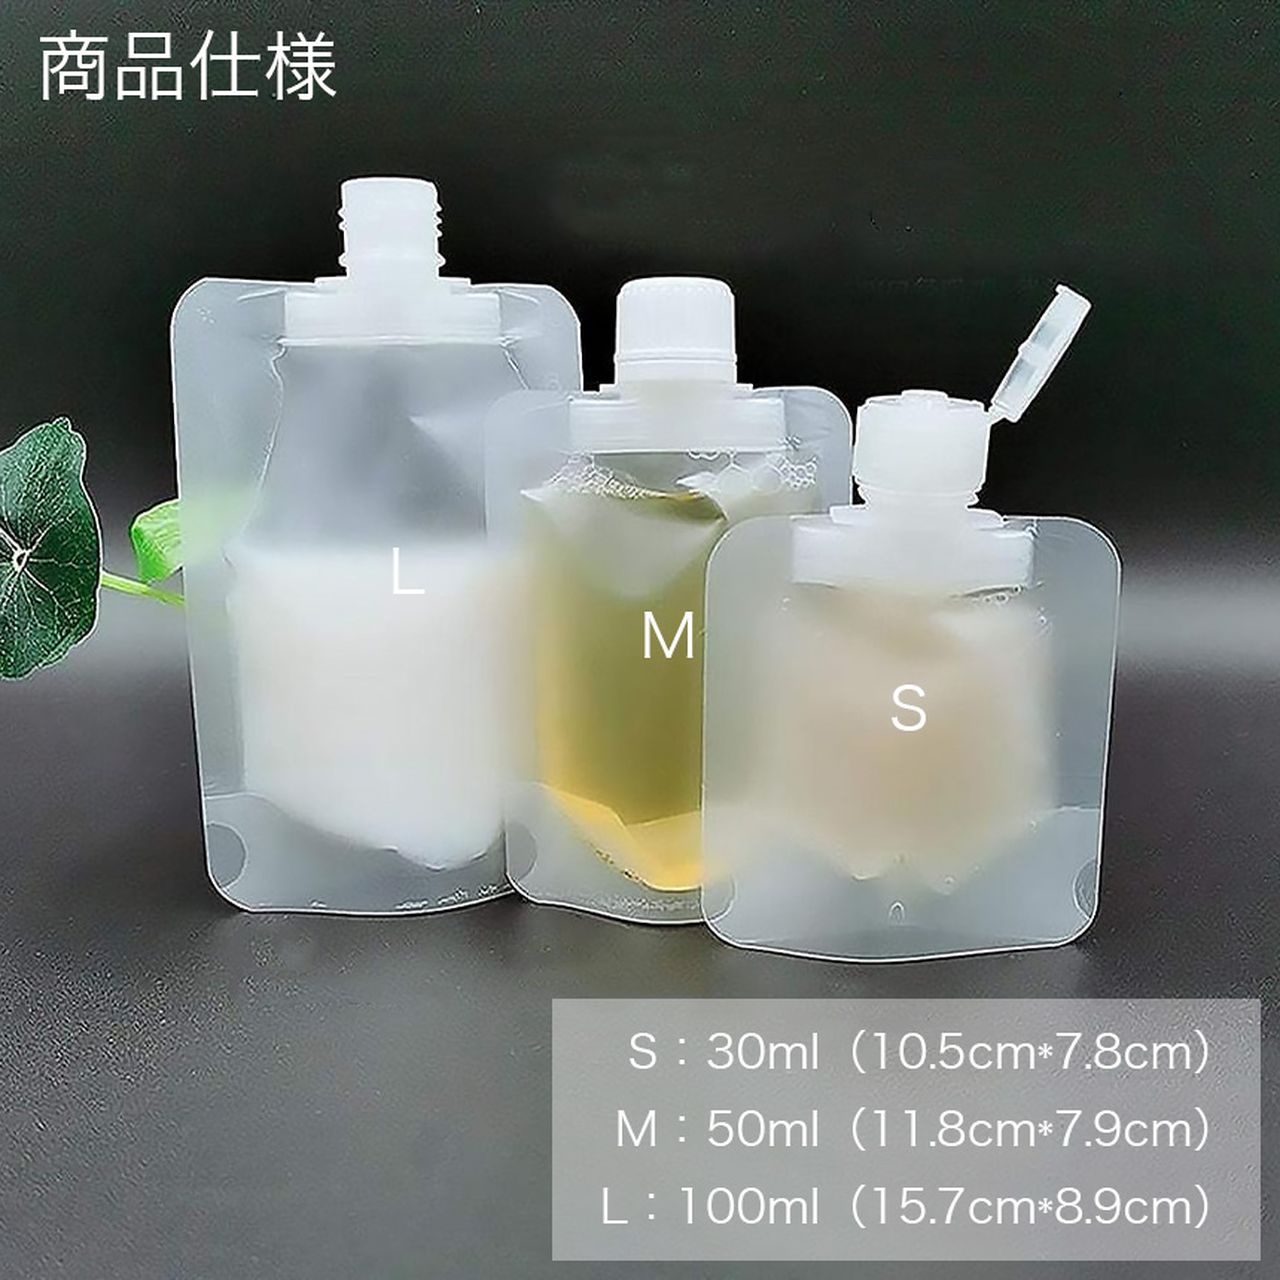 商品仕様
L
M
S
S：30ml（10.5cm*7.8cm）
M：50ml（11.8cm*7.9cm）
L：100ml（15.7cm*8.9cm）